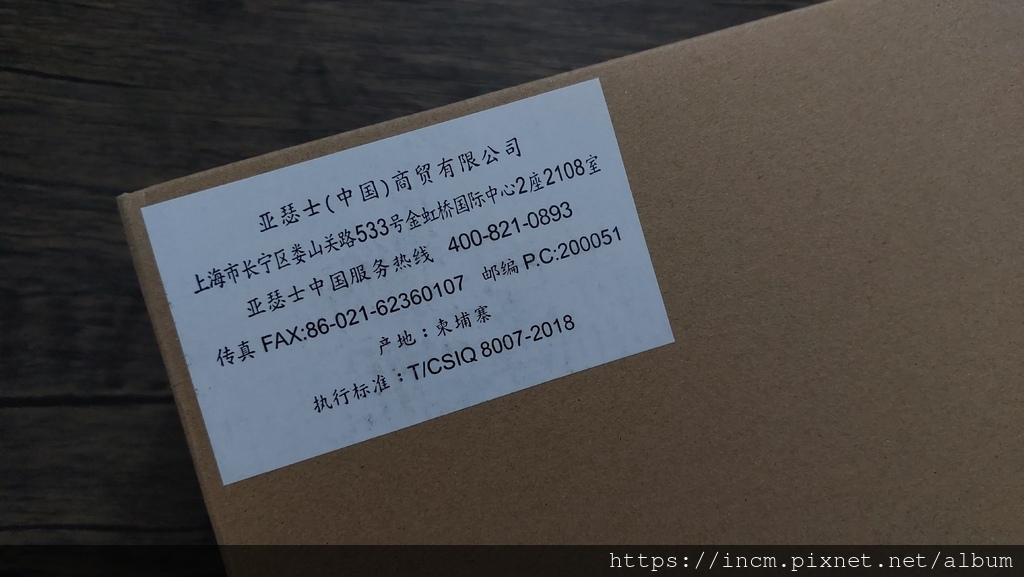 亚瑟士(中国)商贸有限公司
上海市长宁区娄山关路533号金虹桥国际中心2座2108室
亚瑟士中国服务热线 400-821-0893
传真 FAX:86-021-62360107 邮编 P.C:200051
产地：柬埔寨
执行标准：T/CSIQ 8007-2018
https://incm.pixnet.net/album